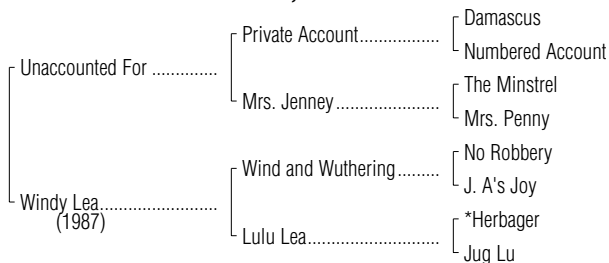 Damascus
Private Account..................
Numbered Account
Unaccounted For ..............
The Minstrel
Mrs. Jenney.......................
Mrs. Penny
No Robbery
Wind and Wuthering.........
J. A's Joy
Windy Lea.........................
(1987)
*Herbager
Lulu Lea.............................
Jug Lu